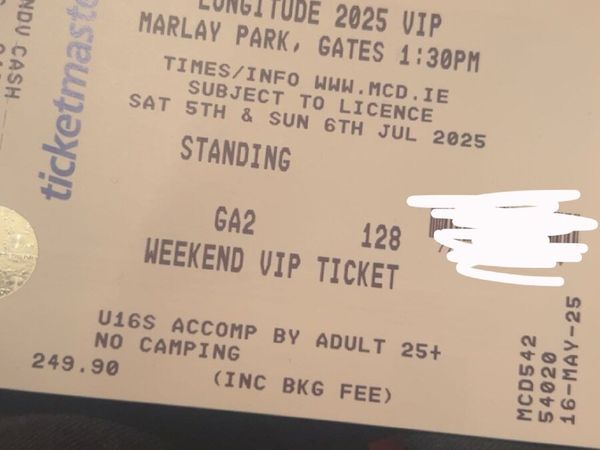 LONGITUDE 2025 VIP
MARLAY PARK, GATES 1:30PM
TIMES/INFO WWW.MCD.IE
SUBJECT TO LICENCE
SAT 5TH & SUN 6TH JUL 2025
STANDING
GA2 128
WEEKEND VIP TICKET
U16S ACCOMP BY ADULT 25+
NO CAMPING
249.90 (INC BKG FEE)
ticketmaste
CASH
MCD542
54020
16-MAY-25